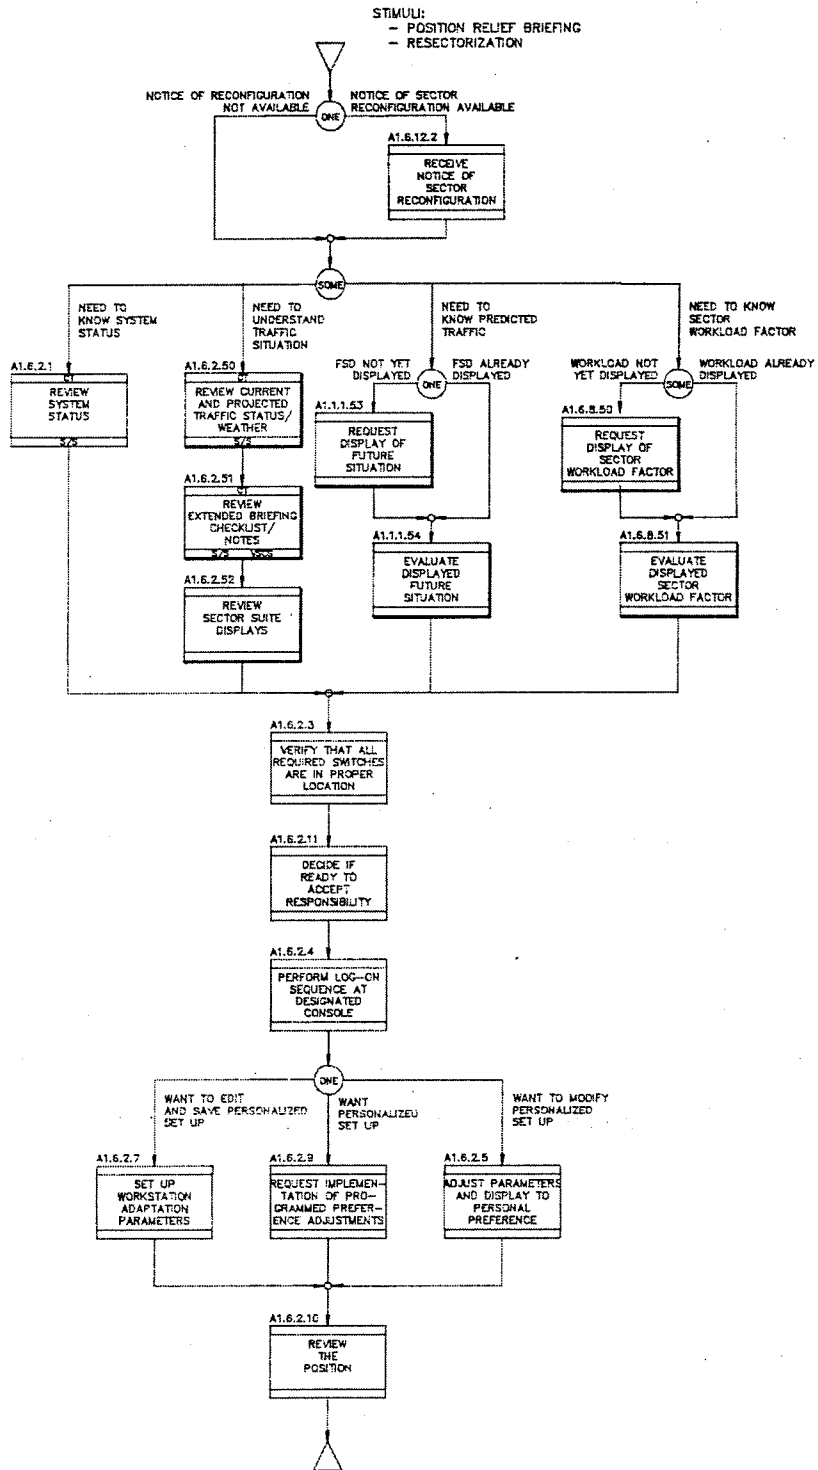 STIMULI:
– POSITION RELIEF BRIEFING
– RESECTORIZATION
NOTICE OF RECONFIGURATION
NOT AVAILABLE
NOTICE OF SECTOR
RECONFIGURATION AVAILABLE
ONE
A1.6.12.2
RECEIVE
NOTICE OF
SECTOR
RECONFIGURATION
SOME
NEED TO
KNOW SYSTEM
STATUS
NEED TO
UNDERSTAND
TRAFFIC
SITUATION
NEED TO
KNOW PREDICTED
TRAFFIC
NEED TO KNOW
SECTOR
WORKLOAD FACTOR
A1.6.2.1
CT
REVIEW
SYSTEM
STATUS
S/S
A1.6.2.50
CT
REVIEW CURRENT
AND PROJECTED
TRAFFIC STATUS/
WEATHER
S/S
FSD NOT YET
DISPLAYED
ONE
FSD ALREADY
DISPLAYED
A1.1.1.53
REQUEST
DISPLAY OF
FUTURE
SITUATION
WORKLOAD NOT
YET DISPLAYED
SOME
WORKLOAD ALREADY
DISPLAYED
A1.6.8.50
REQUEST
DISPLAY OF
SECTOR
WORKLOAD FACTOR
A1.6.2.51
CT
REVIEW
EXTENDED BRIEFING
CHECKLIST/
NOTES
S/S VSCS
A1.1.1.54
EVALUATE
DISPLAYED
FUTURE
SITUATION
A1.6.8.51
EVALUATE
DISPLAYED
SECTOR
WORKLOAD FACTOR
A1.6.2.52
REVIEW
SECTOR SUITE
DISPLAYS
A1.6.2.3
VERIFY THAT ALL
REQUIRED SWITCHES
ARE IN PROPER
LOCATION
A1.6.2.11
DECIDE IF
READY TO
ACCEPT
RESPONSIBILITY
A1.6.2.4
PERFORM LOG–ON
SEQUENCE AT
DESIGNATED
CONSOLE
ONE
WANT TO EDIT
AND SAVE PERSONALIZED
SET UP
WANT
PERSONALIZED
SET UP
WANT TO MODIFY
PERSONALIZED
SET UP
A1.6.2.7
SET UP
WORKSTATION
ADAPTATION
PARAMETERS
A1.6.2.9
REQUEST IMPLEMEN–
TATION OF PRO–
GRAMMED PREFER–
ENCE ADJUSTMENTS
A1.6.2.5
ADJUST PARAMETERS
AND DISPLAY TO
PERSONAL
PREFERENCE
A1.6.2.10
REVIEW
THE
POSITION